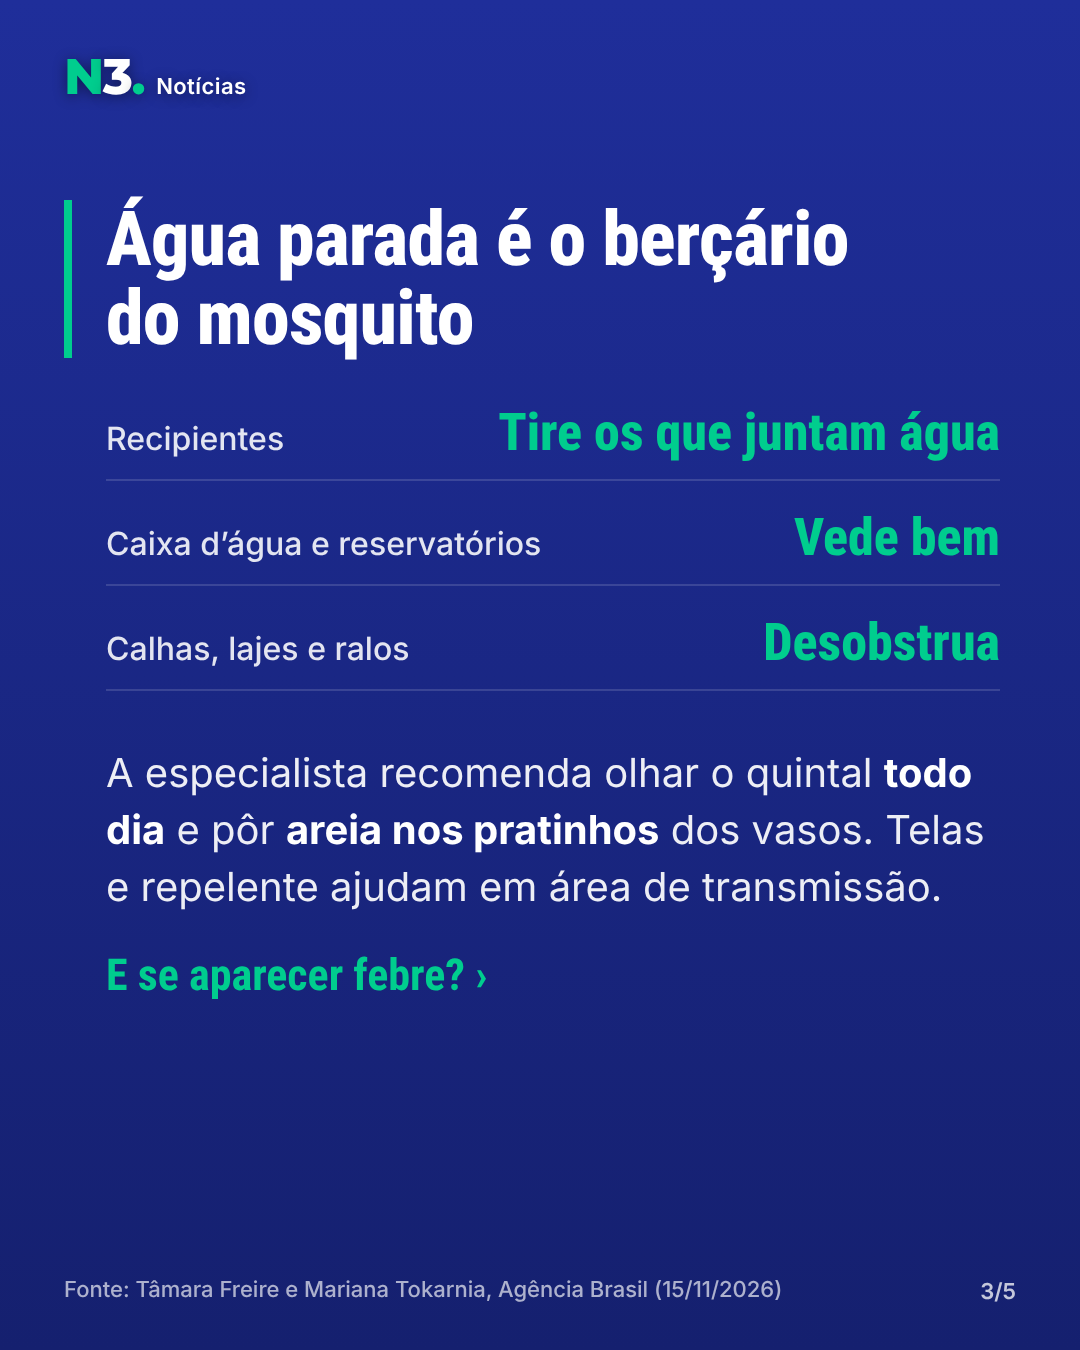 N3. Notícias
Água parada é o berçário
do mosquito
Recipientes Tire os que juntam água
Caixa d’água e reservatórios Vede bem
Calhas, lajes e ralos Desobstrua
A especialista recomenda olhar o quintal todo
dia e pôr areia nos pratinhos dos vasos. Telas
e repelente ajudam em área de transmissão.
E se aparecer febre? ›
Fonte: Tâmara Freire e Mariana Tokarnia, Agência Brasil (15/11/2026) 3/5